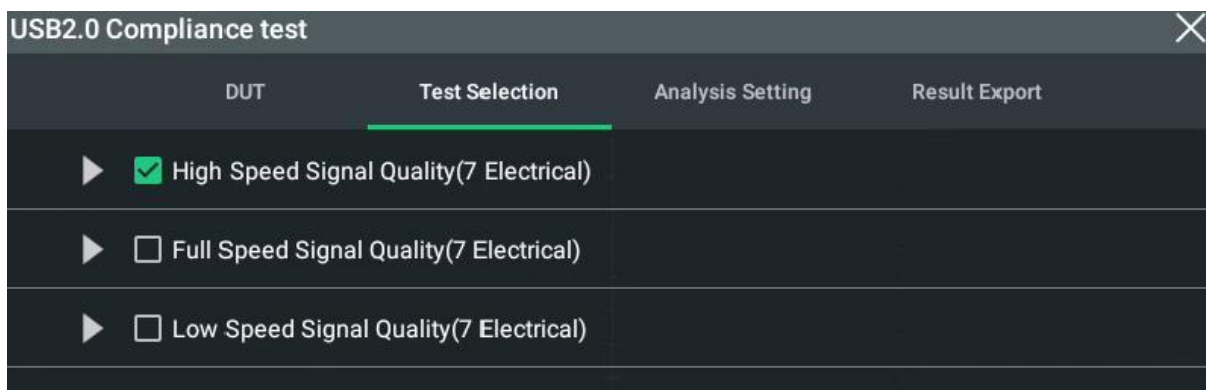 USB2.0 Compliance test
DUT Test Selection Analysis Setting Result Export
High Speed Signal Quality(7 Electrical)
Full Speed Signal Quality(7 Electrical)
Low Speed Signal Quality(7 Electrical)